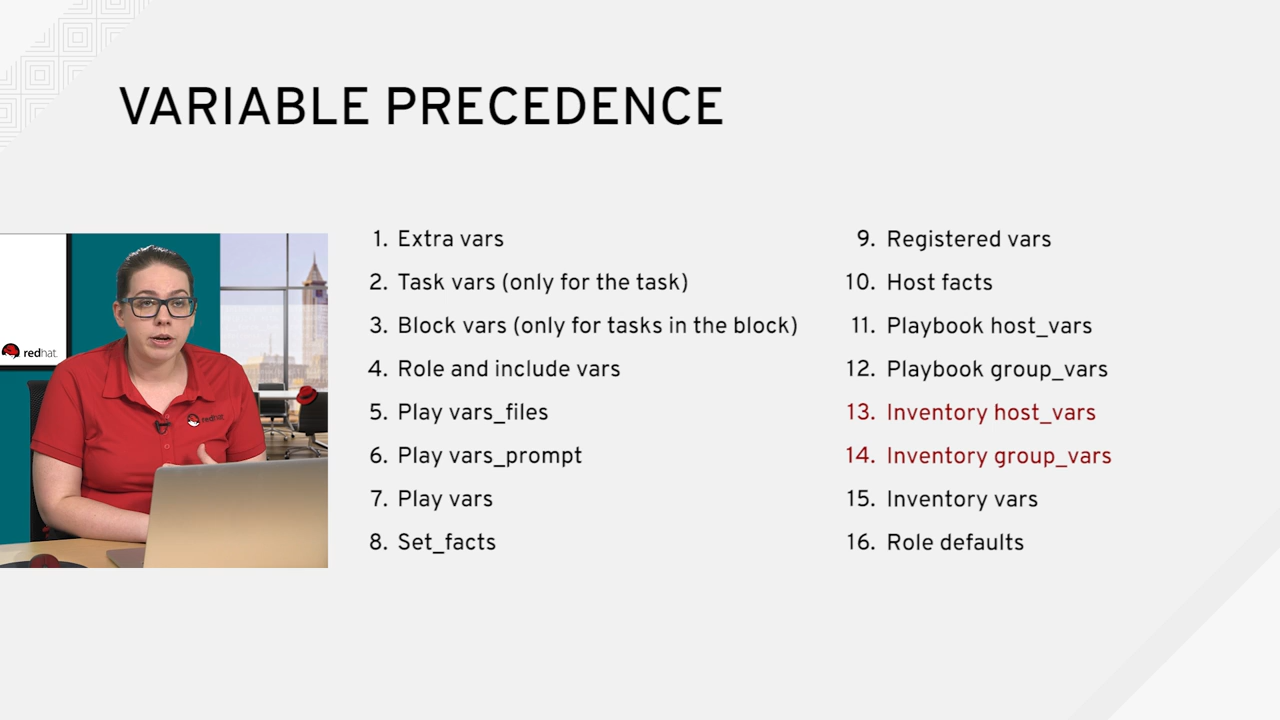 VARIABLE PRECEDENCE
1. Extra vars
2. Task vars (only for the task)
3. Block vars (only for tasks in the block)
4. Role and include vars
5. Play vars_files
6. Play vars_prompt
7. Play vars
8. Set_facts
9. Registered vars
10. Host facts
11. Playbook host_vars
12. Playbook group_vars
13. Inventory host_vars
14. Inventory group_vars
15. Inventory vars
16. Role defaults
redhat.
redhat